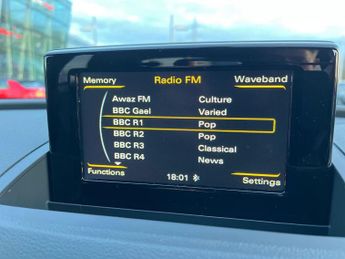 Memory Radio FM Waveband
Awaz FM Culture
BBC Gael Varied
BBC R1 Pop
BBC R2 Pop
BBC R3 Classical
BBC R4 News
Functions 18:01 Settings